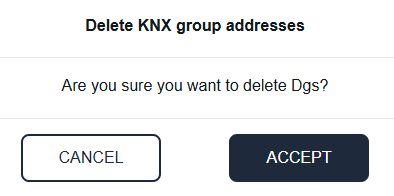 Delete KNX group addresses
Are you sure you want to delete Dgs?
CANCEL
ACCEPT